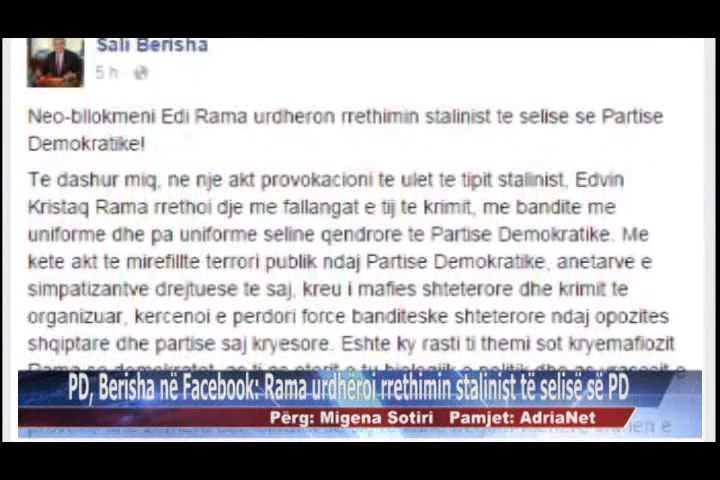 Sali Berisha
5 h
Neo-bllokmeni Edi Rama urdheron rrethimin stalinist te selise se Partise
Demokratike!
Te dashur miq, ne nje akt provokacioni te ulet te tipit stalinist, Edvin
Kristaq Rama rrethoi dje me fallangat e tij te krimit, me bandite me
uniforme dhe pa uniforme seline qendrore te Partise Demokratike. Me
kete akt te mirefillte terrori publik ndaj Partise Demokratike, anetarve e
simpatizantve drejtuese te saj, kreu i mafies shteterore dhe krimit te
organizuar, kercenoi e perdori force banditeske shteterore ndaj opozites
shqiptare dhe partise saj kryesore. Eshte ky rasti ti themi sot kryemafiozit
PD, Berisha në Facebook: Rama urdhëroi rrethimin stalinist të selisë së PD
Përg: Migena Sotiri Pamjet: AdriaNet